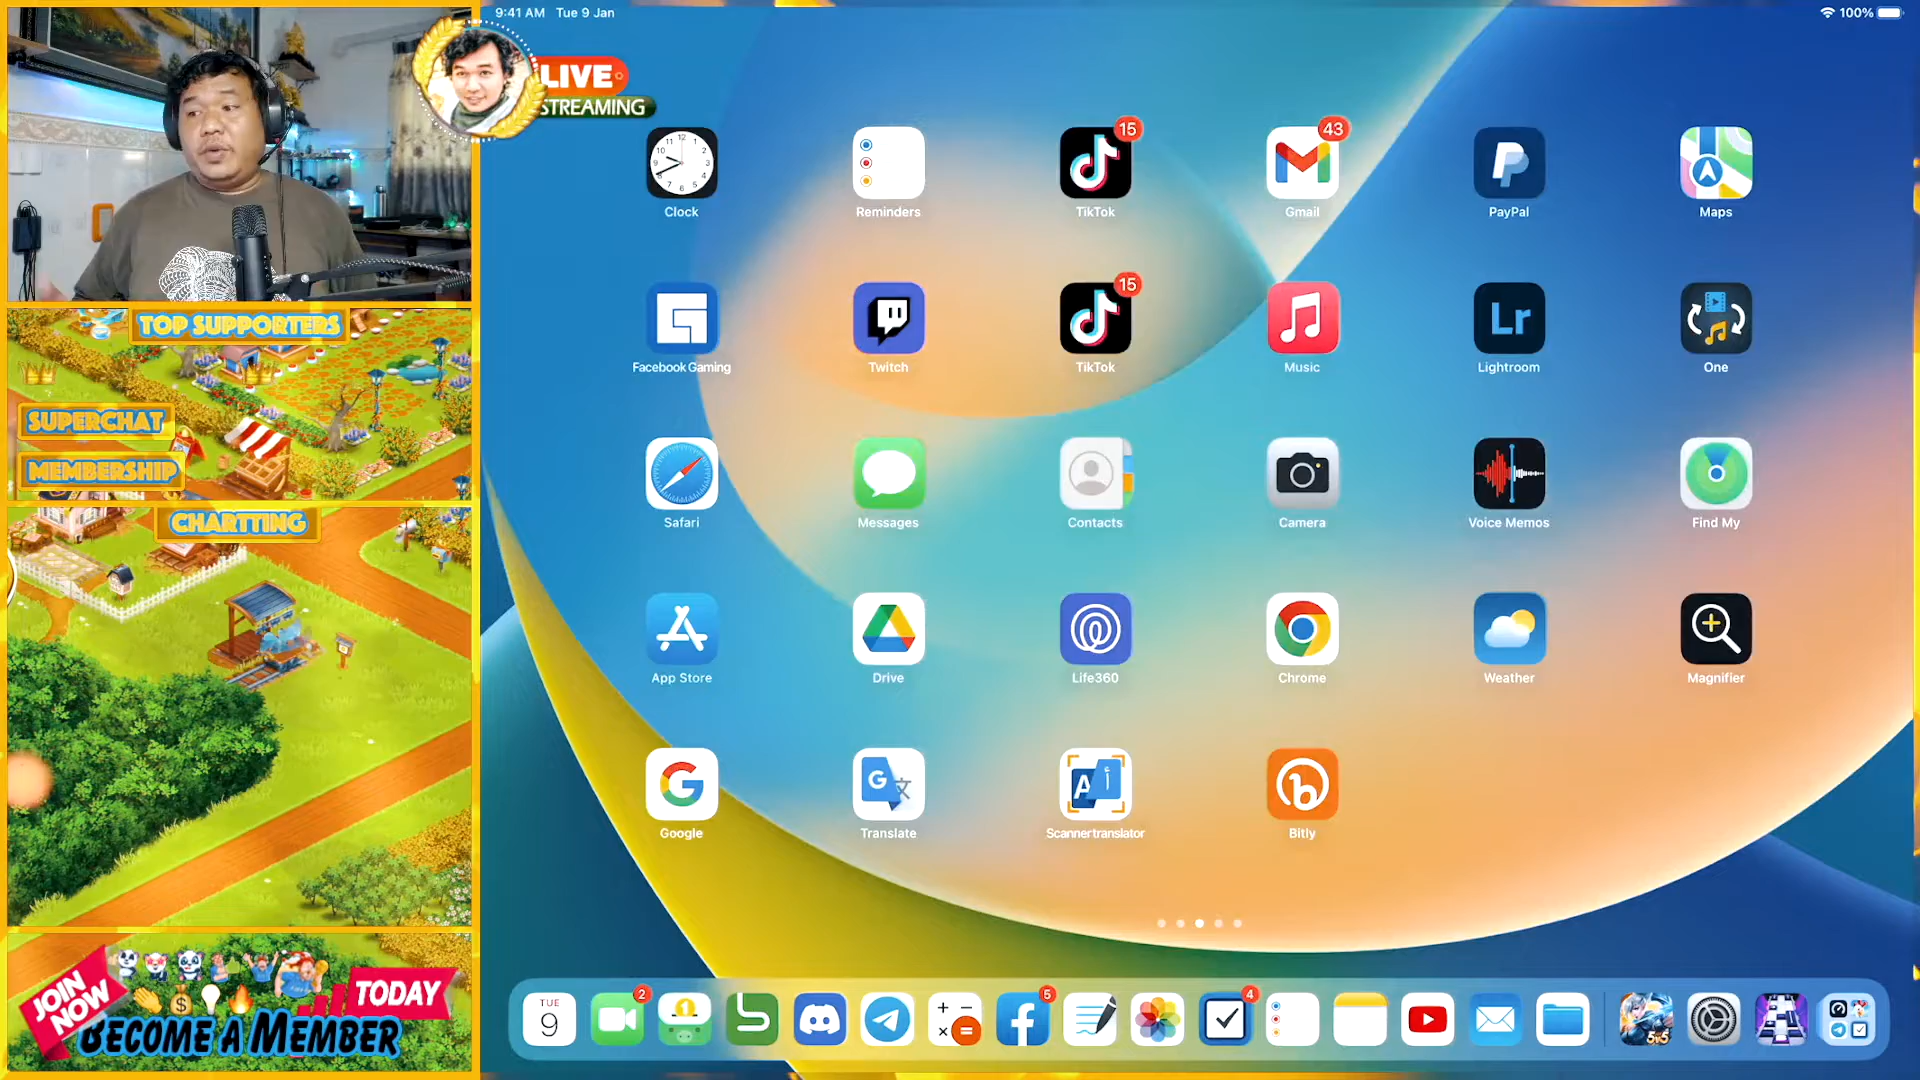 9:41 AM Tue 9 Jan
100%
LIVE
STREAMING
TOP SUPPORTERS
SUPERCHAT
MEMBERSHIP
CHARTTING
JOIN NOW
TODAY
BECOME A MEMBER
15
43
Clock
Reminders
TikTok
Gmail
PayPal
Maps
15
Lr
Facebook Gaming
Twitch
TikTok
Music
Lightroom
One
Safari
Messages
Contacts
Camera
Voice Memos
Find My
App Store
Drive
Life360
Chrome
Weather
Magnifier
Google
Translate
Scannertranslator
Bitly
TUE
9
2
5
4
5v5